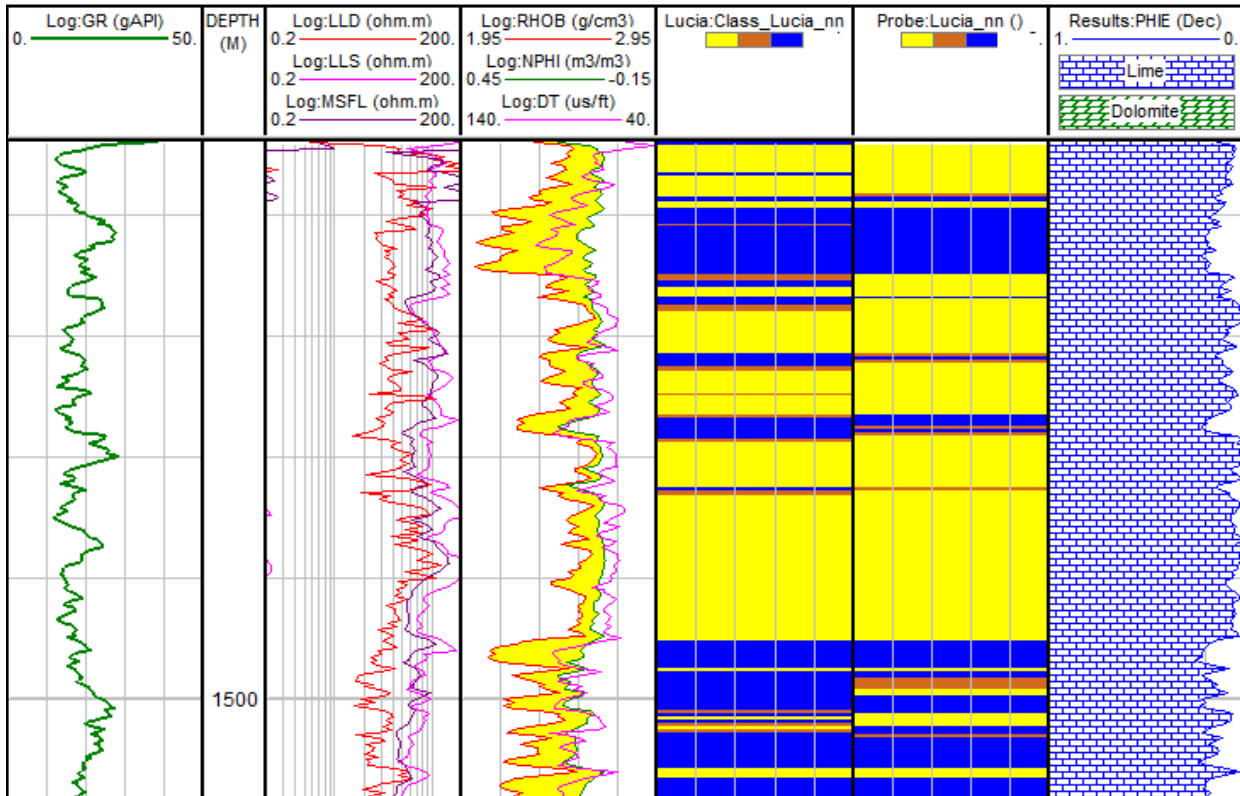 Log:GR (gAPI)
0. 50.
DEPTH
(M)
Log:LLD (ohm.m)
0.2 200.
Log:LLS (ohm.m)
0.2 200.
Log:MSFL (ohm.m)
0.2 200.
Log:RHOB (g/cm3)
1.95 2.95
Log:NPHI (m3/m3)
0.45 -0.15
Log:DT (us/ft)
140. 40.
Lucia:Class_Lucia_nn
Probe:Lucia_nn ()
Results:PHIE (Dec)
1. 0.
Lime
Dolomite
1500